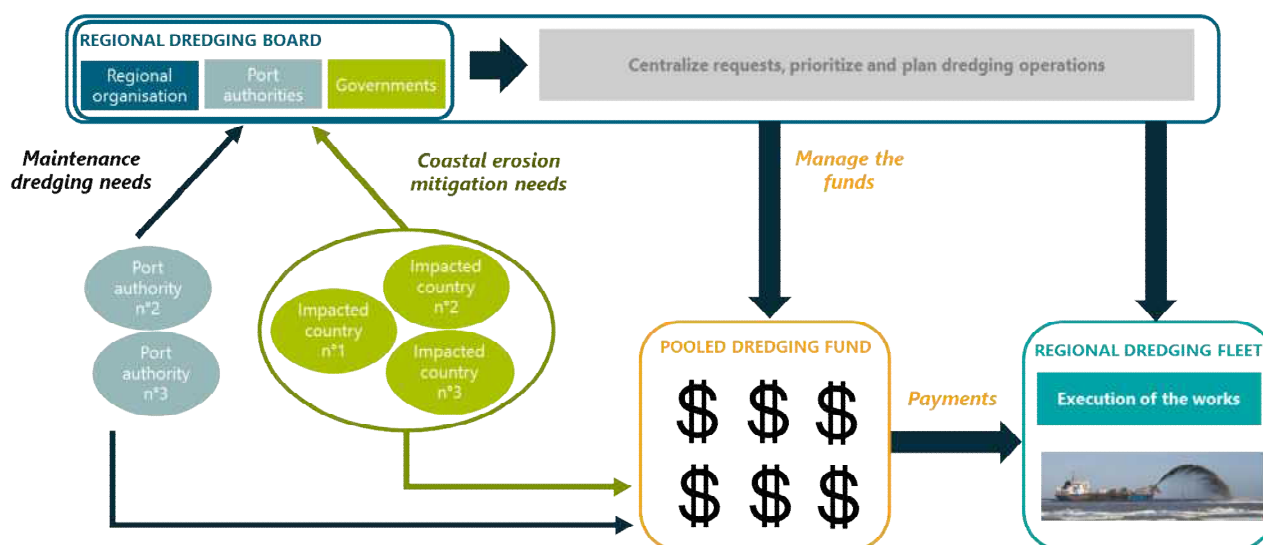 REGIONAL DREDGING BOARD
Regional
organisation
Port
authorities
Governments
Centralize requests, prioritize and plan dredging operations
Maintenance
dredging needs
Coastal erosion
mitigation needs
Manage the
funds
Port
authority
n°2
Port
authority
n°3
Impacted
country
n°1
Impacted
country
n°2
Impacted
country
n°3
POOLED DREDGING FUND
$ $ $
$ $ $
Payments
REGIONAL DREDGING FLEET
Execution of the works